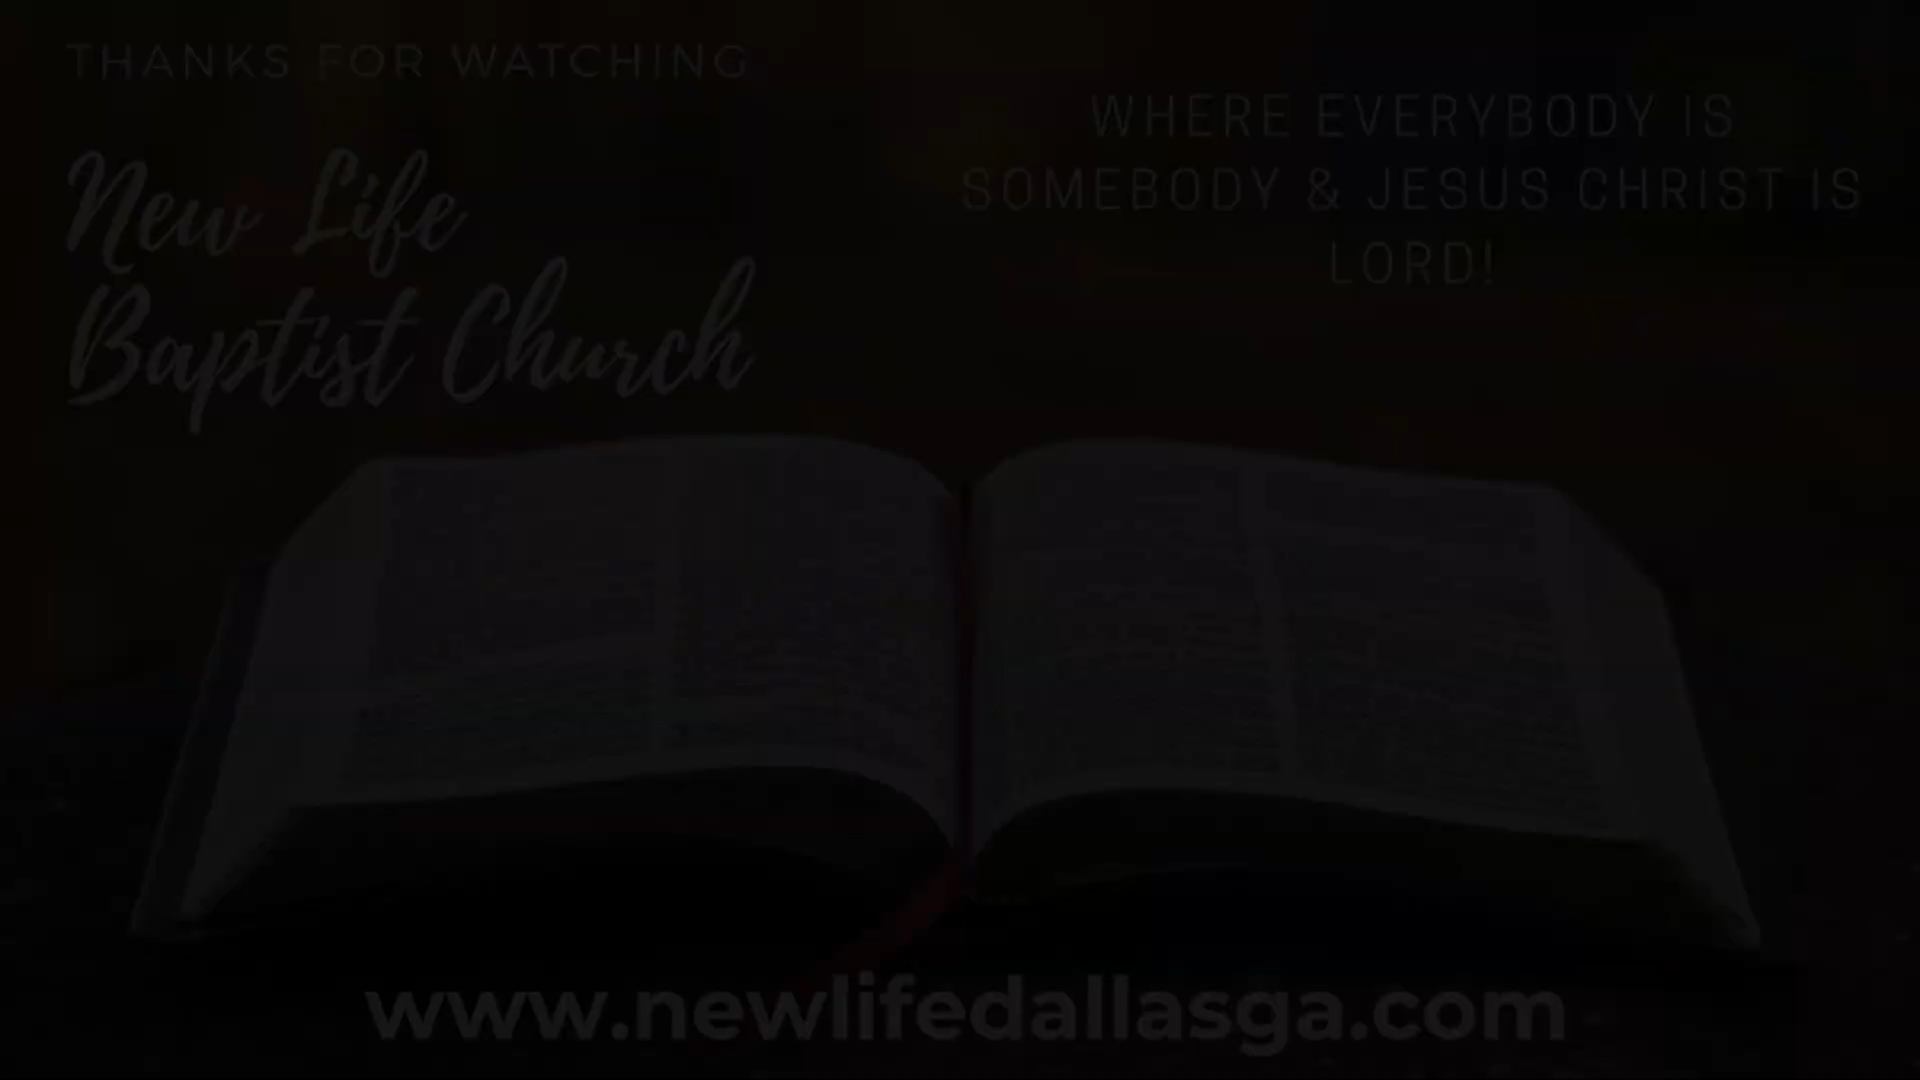 THANKS FOR WATCHING
New Life
Baptist Church
WHERE EVERYBODY IS
SOMEBODY & JESUS CHRIST IS
LORD!
www.newlifedallasga.com